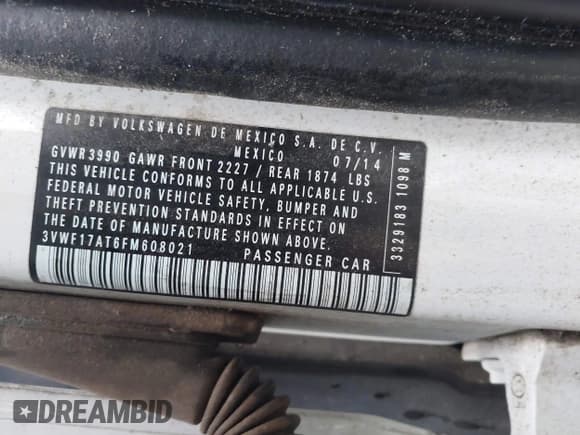 MFD BY VOLKSWAGEN DE MEXICO S.A. DE C.V.
MEXICO 07/14
GVWR3990 GAWR FRONT 2227 / REAR 1874 LBS
THIS VEHICLE CONFORMS TO ALL APPLICABLE U.S.
FEDERAL MOTOR VEHICLE SAFETY, BUMPER AND
THEFT PREVENTION STANDARDS IN EFFECT ON
THE DATE OF MANUFACTURE SHOWN ABOVE.
3VWF17AT6FM608021 PASSENGER CAR
3329183 1098 M
DREAMBID